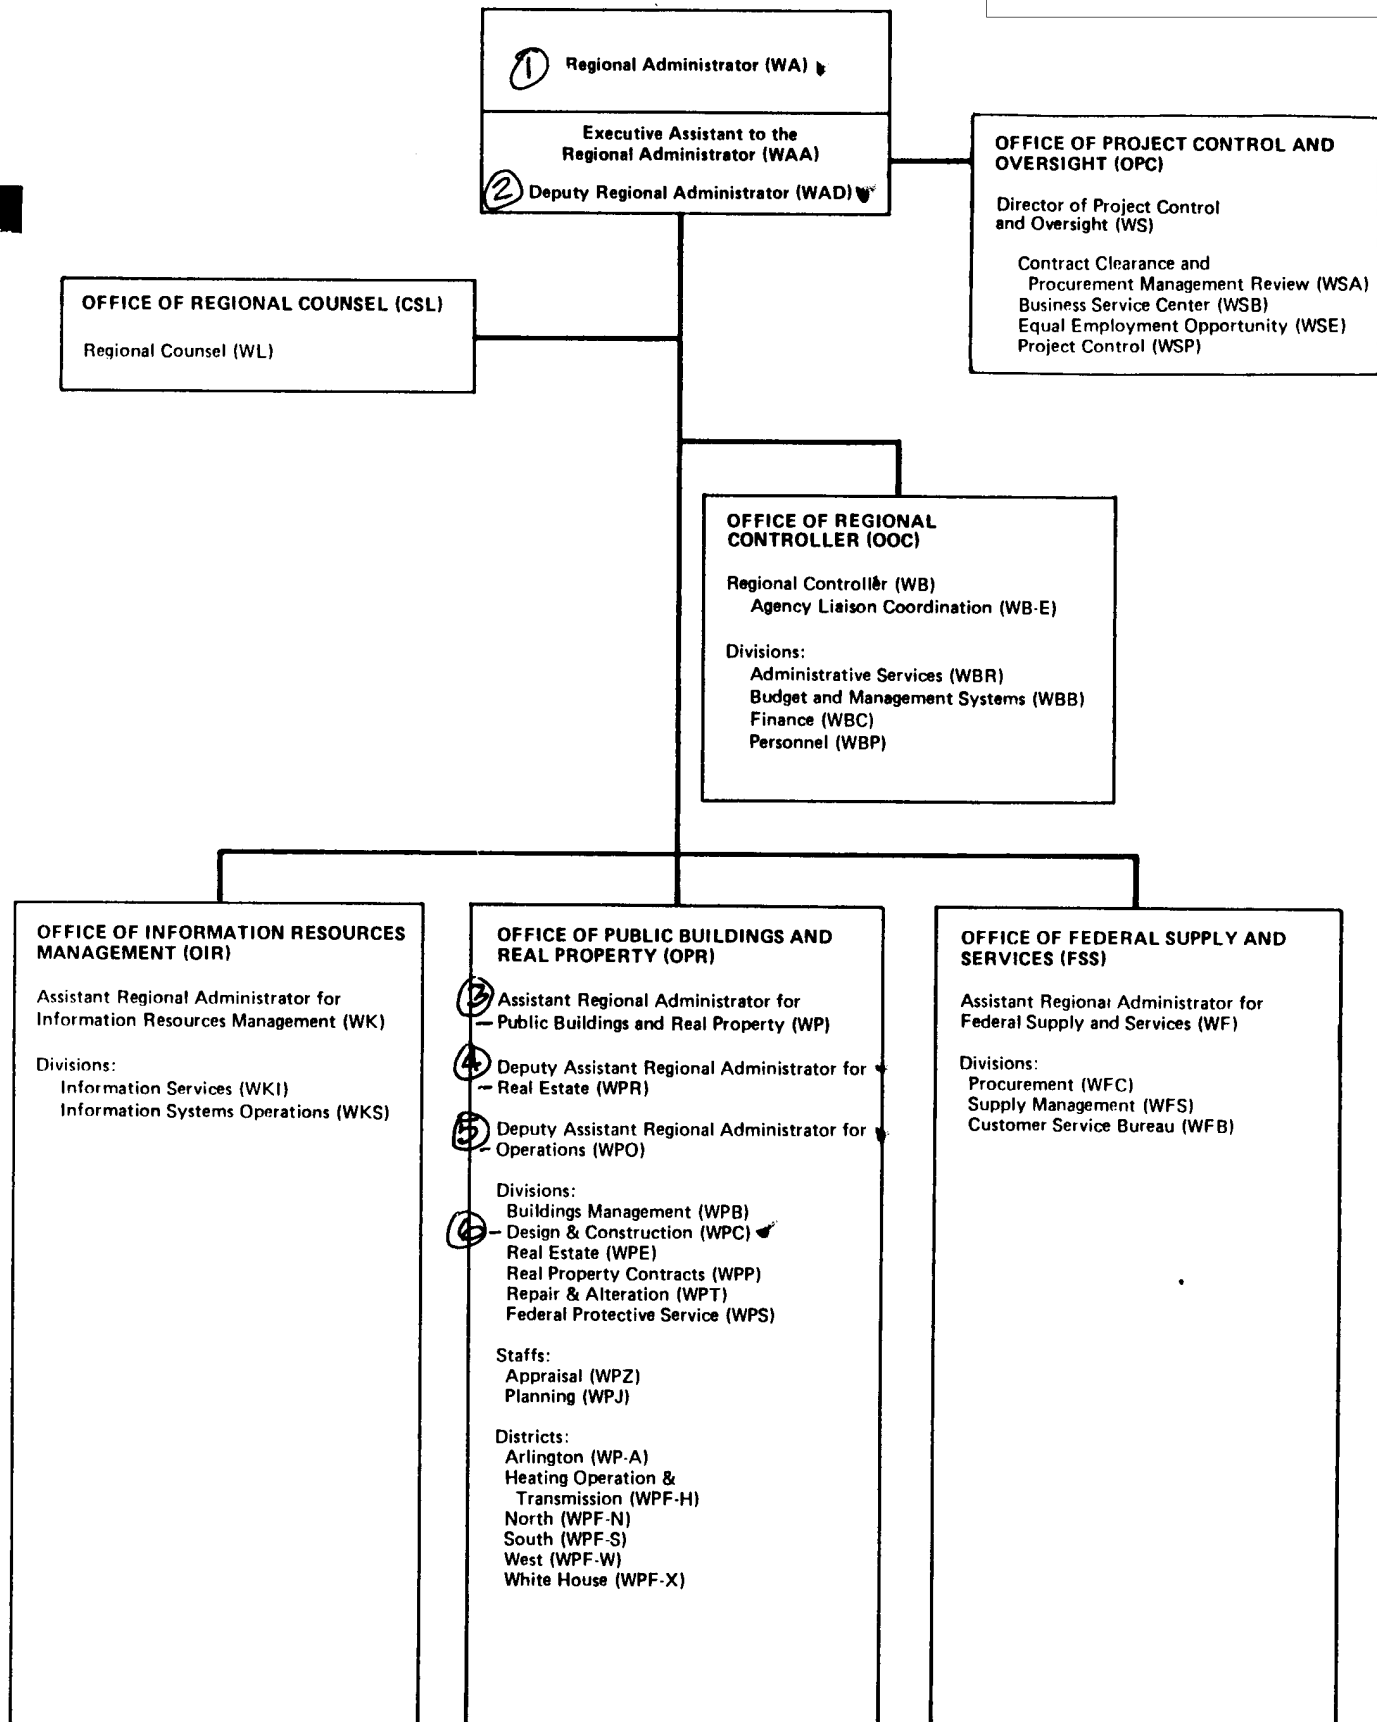 1 Regional Administrator (WA)
Executive Assistant to the
Regional Administrator (WAA)
2 Deputy Regional Administrator (WAD)
OFFICE OF PROJECT CONTROL AND
OVERSIGHT (OPC)
Director of Project Control
and Oversight (WS)
Contract Clearance and
Procurement Management Review (WSA)
Business Service Center (WSB)
Equal Employment Opportunity (WSE)
Project Control (WSP)
OFFICE OF REGIONAL COUNSEL (CSL)
Regional Counsel (WL)
OFFICE OF REGIONAL
CONTROLLER (OOC)
Regional Controller (WB)
Agency Liaison Coordination (WB-E)
Divisions:
Administrative Services (WBR)
Budget and Management Systems (WBB)
Finance (WBC)
Personnel (WBP)
OFFICE OF INFORMATION RESOURCES
MANAGEMENT (OIR)
Assistant Regional Administrator for
Information Resources Management (WK)
Divisions:
Information Services (WKI)
Information Systems Operations (WKS)
OFFICE OF PUBLIC BUILDINGS AND
REAL PROPERTY (OPR)
3 Assistant Regional Administrator for
– Public Buildings and Real Property (WP)
4 Deputy Assistant Regional Administrator for
– Real Estate (WPR)
5 Deputy Assistant Regional Administrator for
– Operations (WPO)
Divisions:
Buildings Management (WPB)
6 – Design & Construction (WPC)
Real Estate (WPE)
Real Property Contracts (WPP)
Repair & Alteration (WPT)
Federal Protective Service (WPS)
Staffs:
Appraisal (WPZ)
Planning (WPJ)
Districts:
Arlington (WP-A)
Heating Operation &
Transmission (WPF-H)
North (WPF-N)
South (WPF-S)
West (WPF-W)
White House (WPF-X)
OFFICE OF FEDERAL SUPPLY AND
SERVICES (FSS)
Assistant Regional Administrator for
Federal Supply and Services (WF)
Divisions:
Procurement (WFC)
Supply Management (WFS)
Customer Service Bureau (WFB)